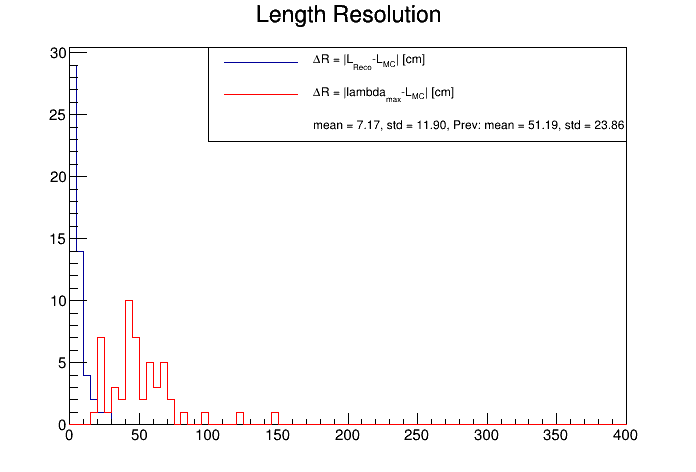 Length Resolution
ΔR = |L_Reco-L_MC| [cm]
ΔR = |lambda_max-L_MC| [cm]
mean = 7.17, std = 11.90, Prev: mean = 51.19, std = 23.86
30
25
20
15
10
5
0
0 50 100 150 200 250 300 350 400